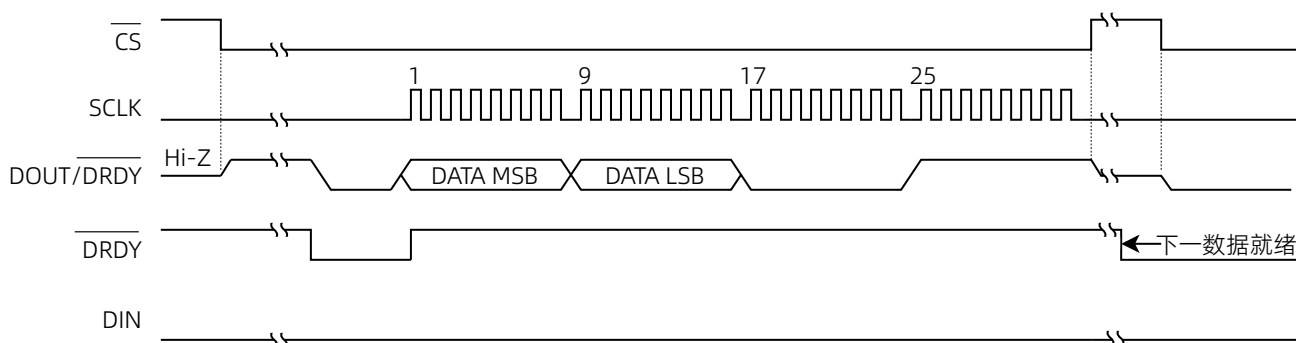 CS
1 9 17 25
SCLK
Hi-Z
DOUT/DRDY
DATA MSB DATA LSB
DRDY
下一数据就绪
DIN